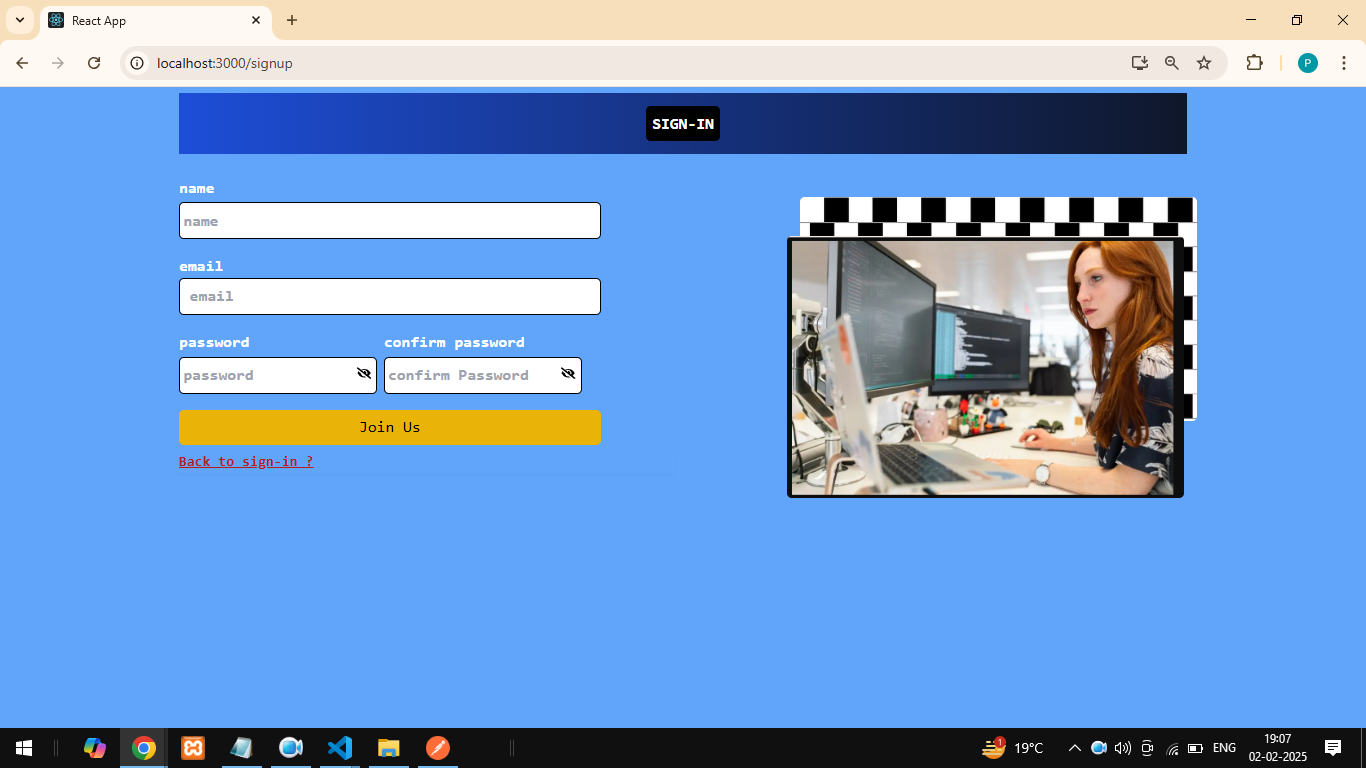 React App
localhost:3000/signup
P
SIGN-IN
name
name
email
email
password confirm password
password confirm Password
Join Us
Back to sign-in ?
1 19°C ENG 19:07
02-02-2025